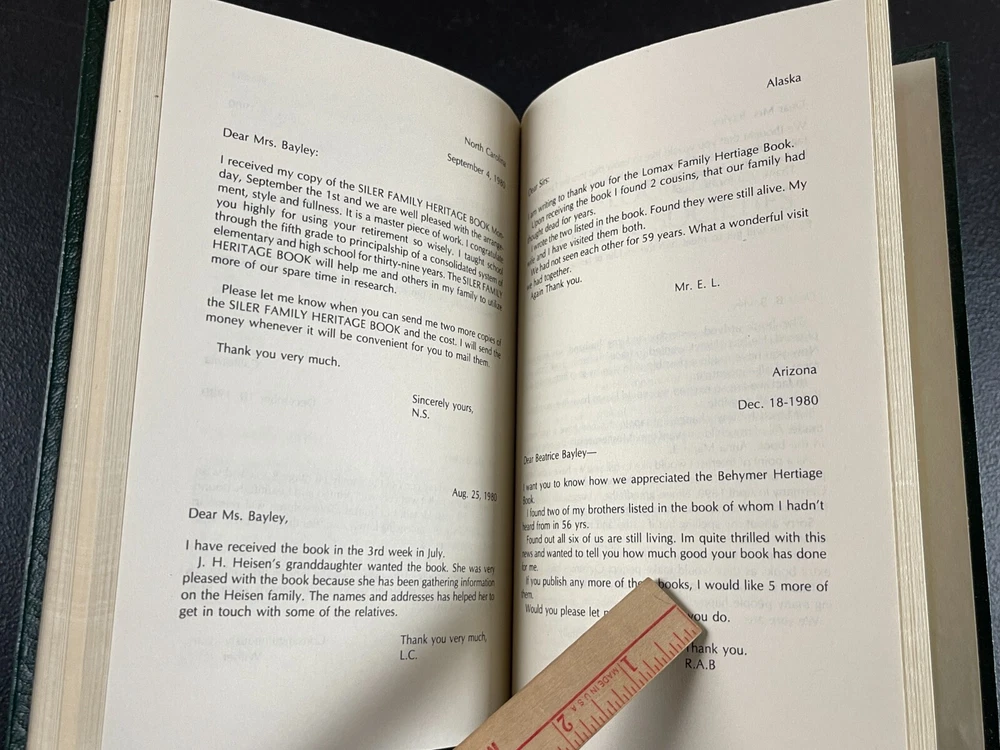 North Carolina
September 4, 1980
Dear Mrs. Bayley:
I received my copy of the SILER FAMILY HERITAGE BOOK Mon-
day, September the 1st and we are well pleased with the arrange-
ment, style and fullness. It is a master piece of work. I congratulate
you highly for using your retirement so wisely. I taught school
through the fifth grade to principalship of a consolidated system of
elementary and high school for thirty-nine years. The SILER FAMILY
HERITAGE BOOK will help me and others in my family to utilize
more of our spare time in research.
Please let me know when you can send me two more copies of
the SILER FAMILY HERITAGE BOOK and the cost. I will send the
money whenever it will be convenient for you to mail them.
Thank you very much.
Sincerely yours,
N.S.
Aug. 25, 1980
Dear Ms. Bayley,
I have received the book in the 3rd week in July.
J. H. Heisen's granddaughter wanted the book. She was very
pleased with the book because she has been gathering information
on the Heisen family. The names and addresses has helped her to
get in touch with some of the relatives.
Thank you very much,
L.C.
Alaska
Dear Sirs:
I am writing to thank you for the Lomax Family Hertiage Book.
Upon receiving the book I found 2 cousins, that our family had
thought dead for years.
I wrote the two listed in the book. Found they were still alive. My
wife and I have visited them both.
We had not seen each other for 59 years. What a wonderful visit
we had together.
Again Thank you.
Mr. E. L.
Arizona
Dec. 18-1980
Dear Beatrice Bayley—
I want you to know how we appreciated the Behymer Hertiage
Book.
I found two of my brothers listed in the book of whom I hadn't
heard from in 56 yrs.
Found out all six of us are still living. Im quite thrilled with this
news and wanted to tell you how much good your book has done
for me.
If you publish any more of the books, I would like 5 more of
them.
Would you please let you do.
Thank you.
R.A.B
1
MADE IN U.S.A.
2